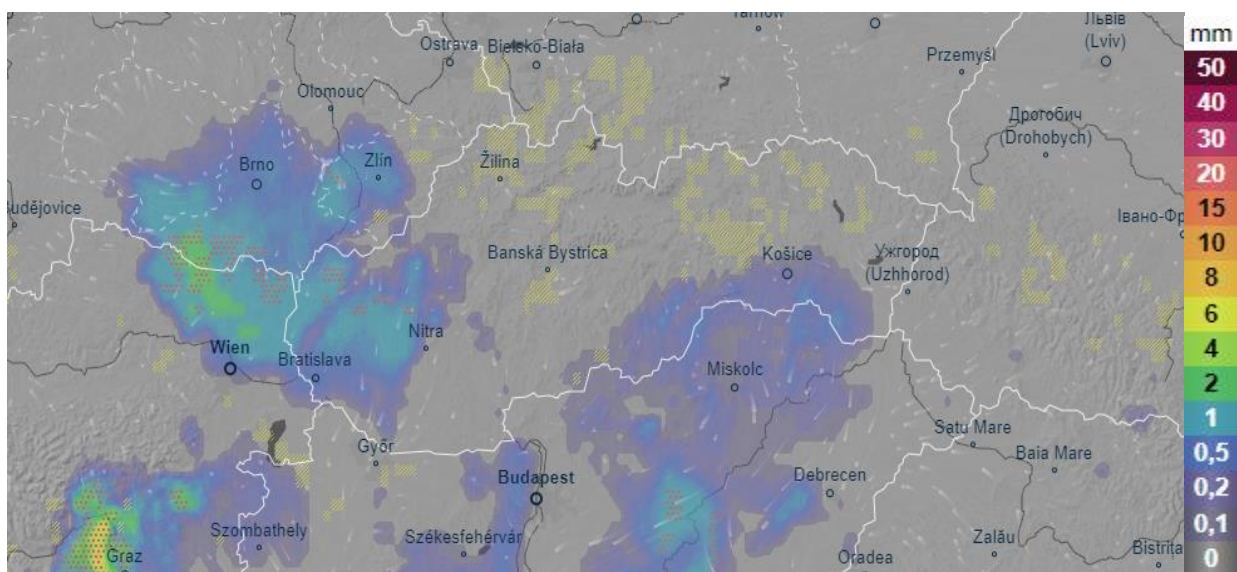 Tarnów
Львів
(Lviv)
mm
Ostrava
Bielsko-Biała
Przemyśl
50
Olomouc
40
Дрогобич
(Drohobych)
30
Brno
Zlín
Žilina
20
Budějovice
15
Івано-Фр
Banská Bystrica
Košice
Ужгород
(Uzhhorod)
10
8
6
Wien
Bratislava
Nitra
4
Miskolc
2
1
Győr
Satu Mare
Baia Mare
0,5
Budapest
Debrecen
0,2
Szombathely
Székesfehérvár
0,1
Graz
Oradea
Zalău
Bistrița
0